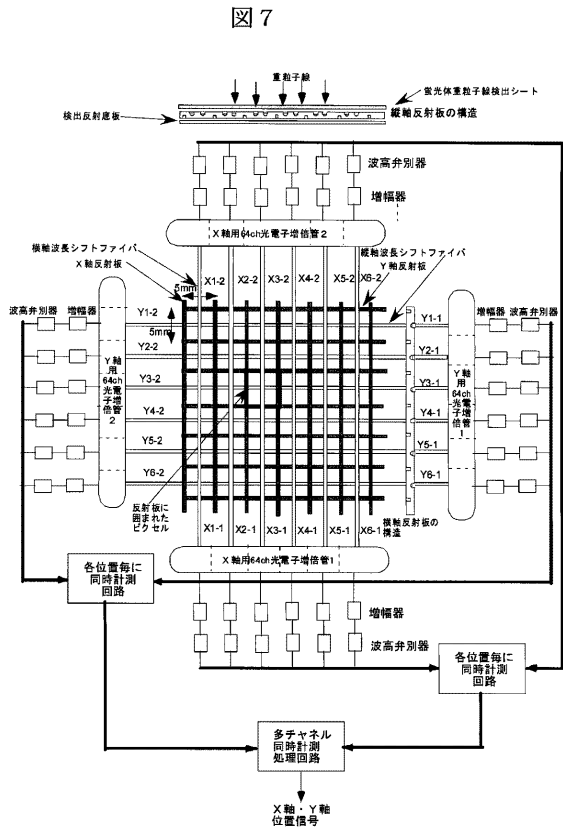 図7
重粒子線
蛍光体重粒子線検出シート
検出反射底板
縦軸反射板の構造
波高弁別器
増幅器
X軸用64ch光電子増倍管2
横軸波長シフトファイバ
X軸反射板
縦軸波長シフトファイバ
Y軸反射板
5mm
X1-2
X2-2
X3-2
X4-2
X5-2
X6-2
波高弁別器
増幅器
Y1-2
5mm
Y2-2
Y3-2
Y4-2
Y5-2
Y6-2
Y軸用64ch光電子増倍管2
Y1-1
Y2-1
Y3-1
Y4-1
Y5-1
Y6-1
Y軸用64ch光電子増倍管1
増幅器
波高弁別器
反射板に
囲まれた
ピクセル
横軸反射板の
構造
X1-1
X2-1
X3-1
X4-1
X5-1
X6-1
X軸用64ch光電子増倍管1
増幅器
波高弁別器
各位置毎に
同時計測
回路
各位置毎に
同時計測
回路
多チャネル
同時計測
処理回路
X軸・Y軸
位置信号